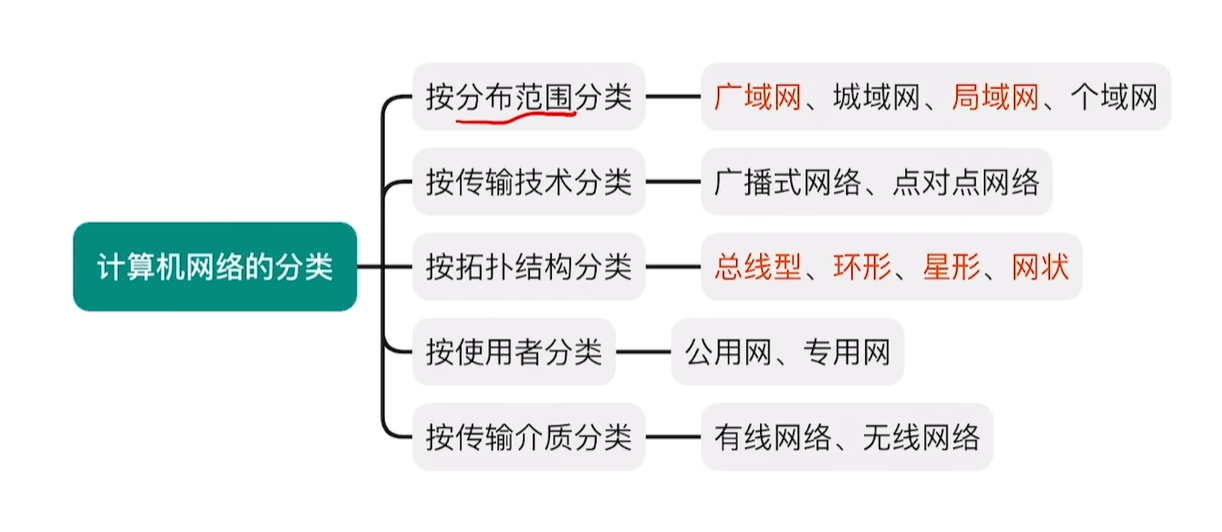 计算机网络的分类
按分布范围分类
广域网、城域网、局域网、个域网
按传输技术分类
广播式网络、点对点网络
按拓扑结构分类
总线型、环形、星形、网状
按使用者分类
公用网、专用网
按传输介质分类
有线网络、无线网络